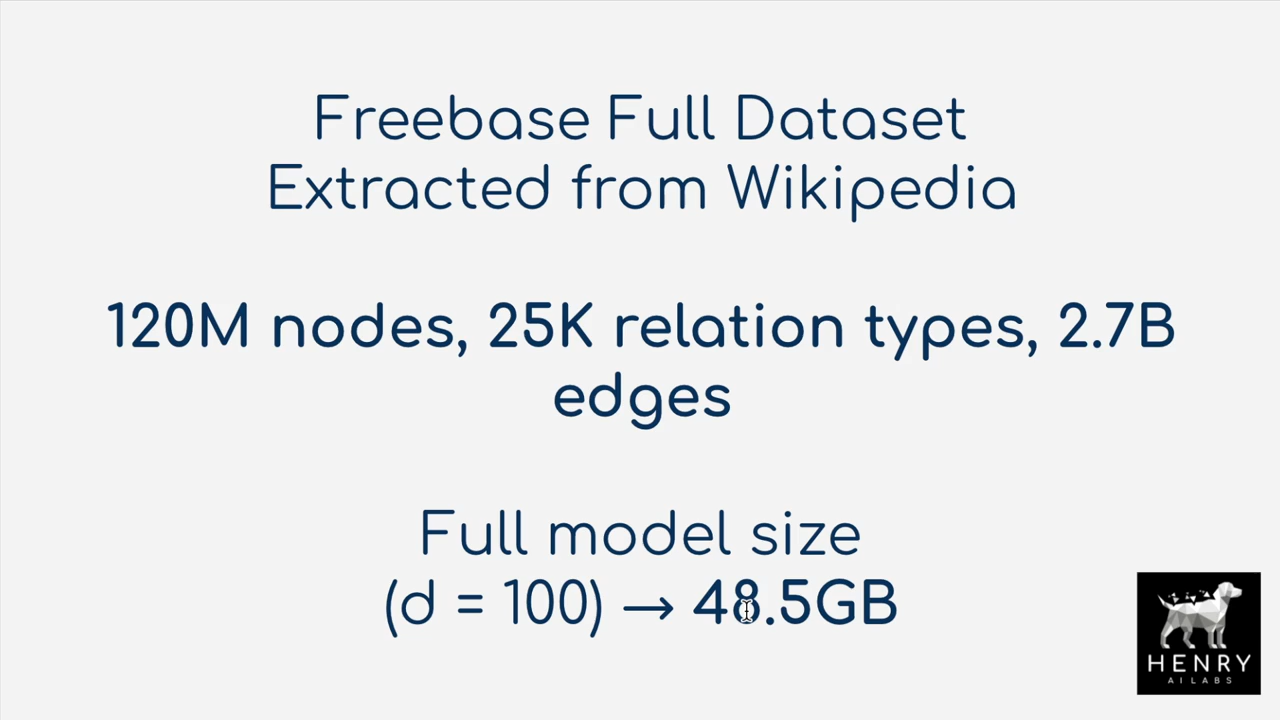 Freebase Full Dataset
Extracted from Wikipedia
120M nodes, 25K relation types, 2.7B
edges
Full model size
(d = 100) → 48.5GB
HENRY
AI LABS